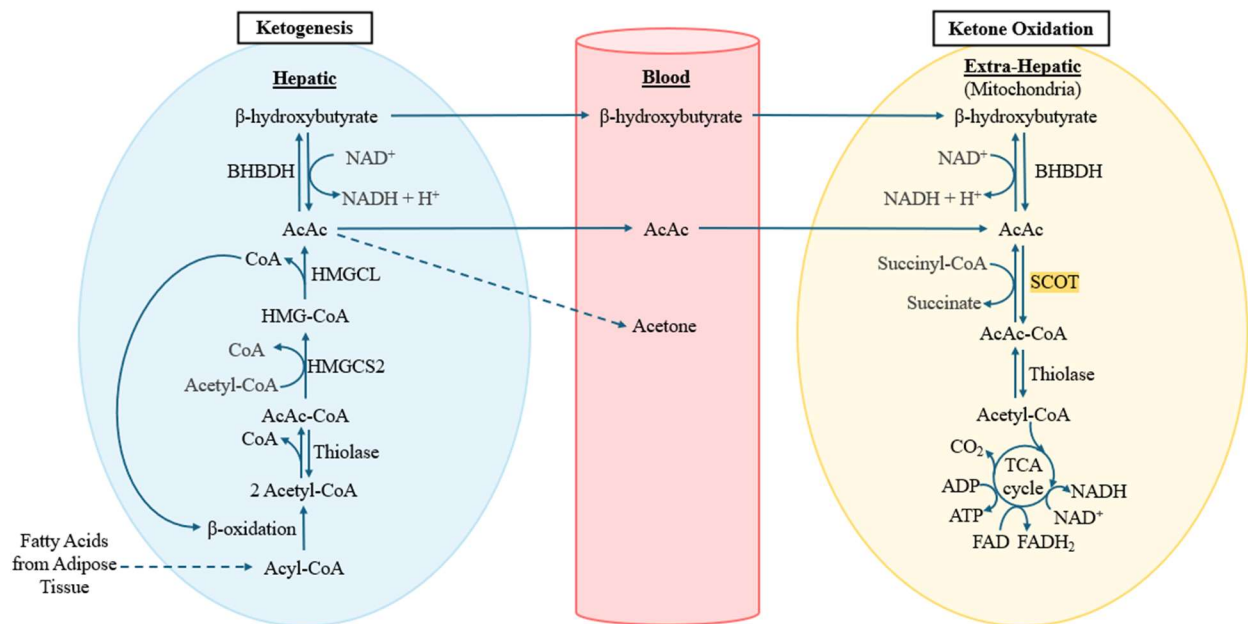 Ketogenesis
Hepatic
β-hydroxybutyrate
BHBDH
NAD⁺
NADH + H⁺
AcAc
CoA
HMGCL
HMG-CoA
CoA
HMGCS2
Acetyl-CoA
AcAc-CoA
CoA
Thiolase
2 Acetyl-CoA
β-oxidation
Fatty Acids
from Adipose
Tissue
Acyl-CoA
Blood
β-hydroxybutyrate
AcAc
Acetone
Ketone Oxidation
Extra-Hepatic
(Mitochondria)
β-hydroxybutyrate
NAD⁺
BHBDH
NADH + H⁺
AcAc
Succinyl-CoA
SCOT
Succinate
AcAc-CoA
Thiolase
Acetyl-CoA
CO₂
TCA
cycle
ADP
NADH
ATP
NAD⁺
FAD
FADH₂